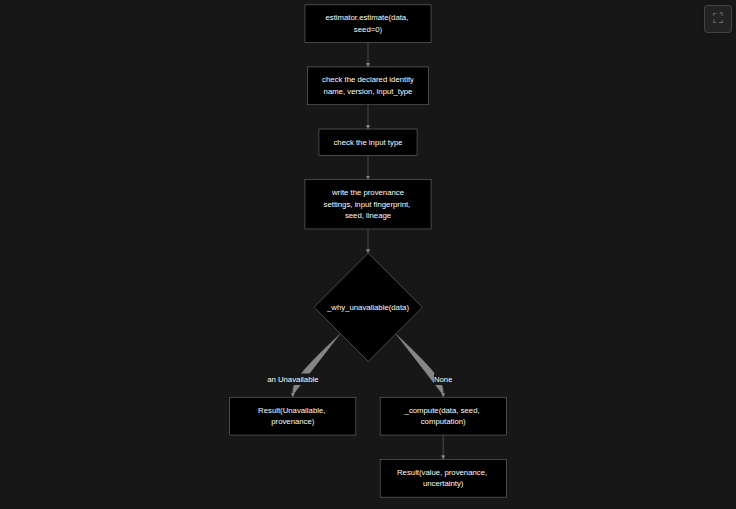 estimator.estimate(data,
seed=0)
check the declared identity
name, version, input_type
check the input type
write the provenance
settings, input fingerprint,
seed, lineage
_why_unavailable(data)
an Unavailable
None
Result(Unavailable,
provenance)
_compute(data, seed,
computation)
Result(value, provenance,
uncertainty)